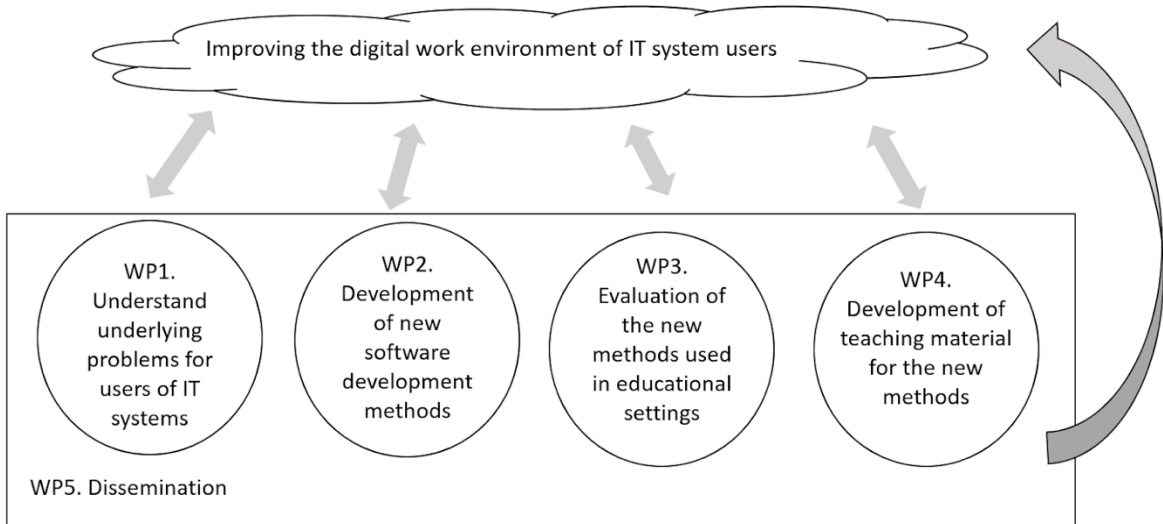 Improving the digital work environment of IT system users
WP1.
Understand
underlying
problems for
users of IT
systems
WP2.
Development
of new
software
development
methods
WP3.
Evaluation of
the new
methods used
in educational
settings
WP4.
Development of
teaching material
for the new
methods
WP5. Dissemination